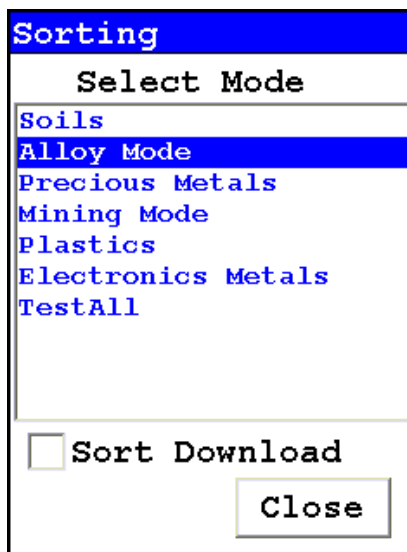 Sorting
Select Mode
Soils
Alloy Mode
Precious Metals
Mining Mode
Plastics
Electronics Metals
TestAll
Sort Download
Close